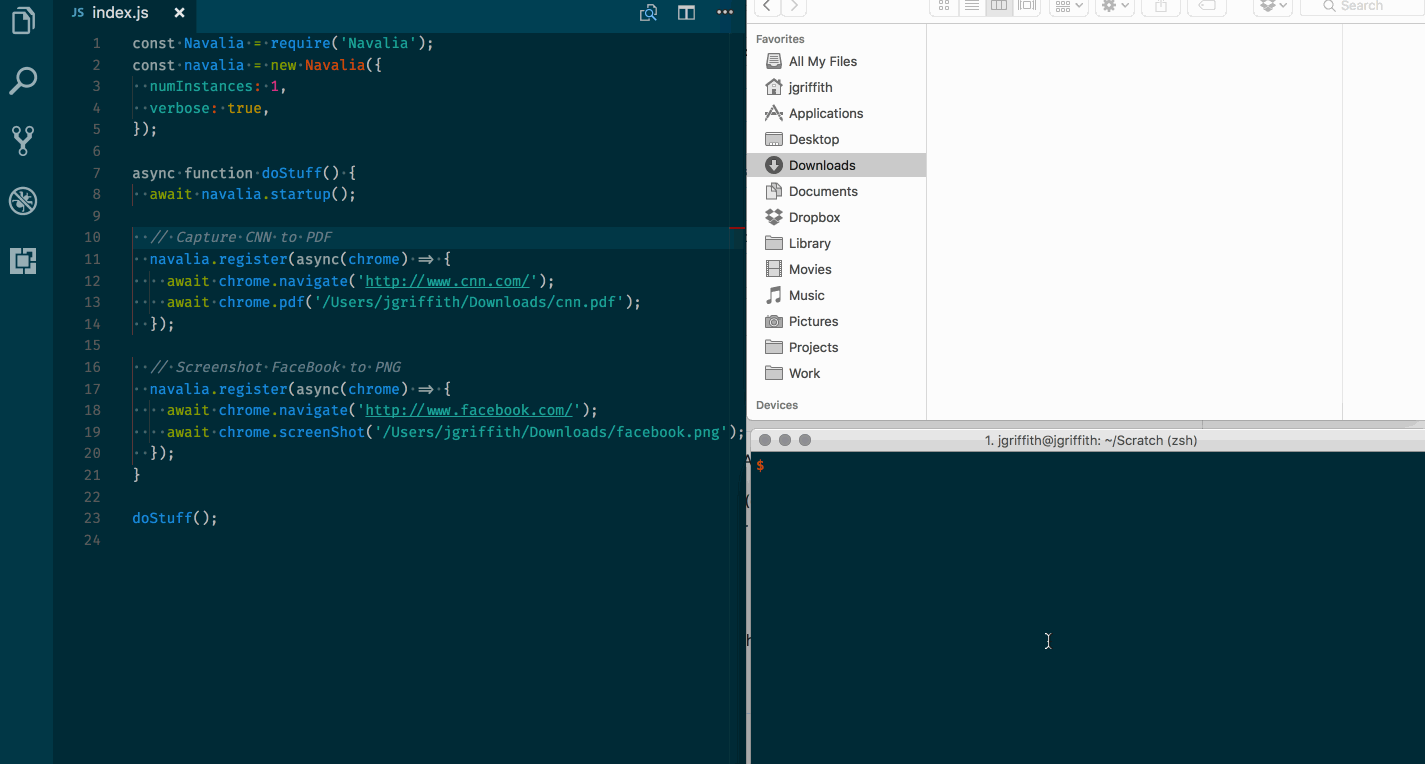 JS index.js ×
1 const Navalia = require('Navalia');
2 const navalia = new Navalia({
3 numInstances: 1,
4 verbose: true,
5 });
6
7 async function doStuff() {
8 await navalia.startup();
9
10 // Capture CNN to PDF
11 navalia.register(async(chrome) => {
12 await chrome.navigate('http://www.cnn.com/');
13 await chrome.pdf('/Users/jgriffith/Downloads/cnn.pdf');
14 });
15
16 // Screenshot FaceBook to PNG
17 navalia.register(async(chrome) => {
18 await chrome.navigate('http://www.facebook.com/');
19 await chrome.screenShot('/Users/jgriffith/Downloads/facebook.png');
20 });
21 }
22
23 doStuff();
24
Search
Favorites
All My Files
jgriffith
Applications
Desktop
Downloads
Documents
Dropbox
Library
Movies
Music
Pictures
Projects
Work
Devices
1. jgriffith@jgriffith: ~/Scratch (zsh)
$